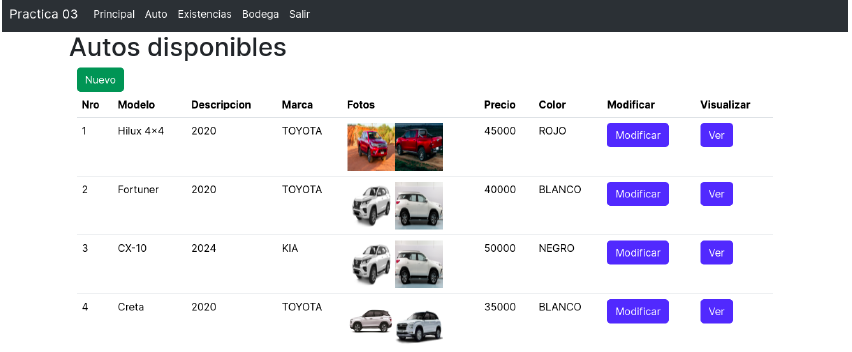 Practica 03 Principal Auto Existencias Bodega Salir
Autos disponibles
Nuevo
Nro Modelo Descripcion Marca Fotos Precio Color Modificar Visualizar
1 Hilux 4x4 2020 TOYOTA 45000 ROJO Modificar Ver
2 Fortuner 2020 TOYOTA 40000 BLANCO Modificar Ver
3 CX-10 2024 KIA 50000 NEGRO Modificar Ver
4 Creta 2020 TOYOTA 35000 BLANCO Modificar Ver